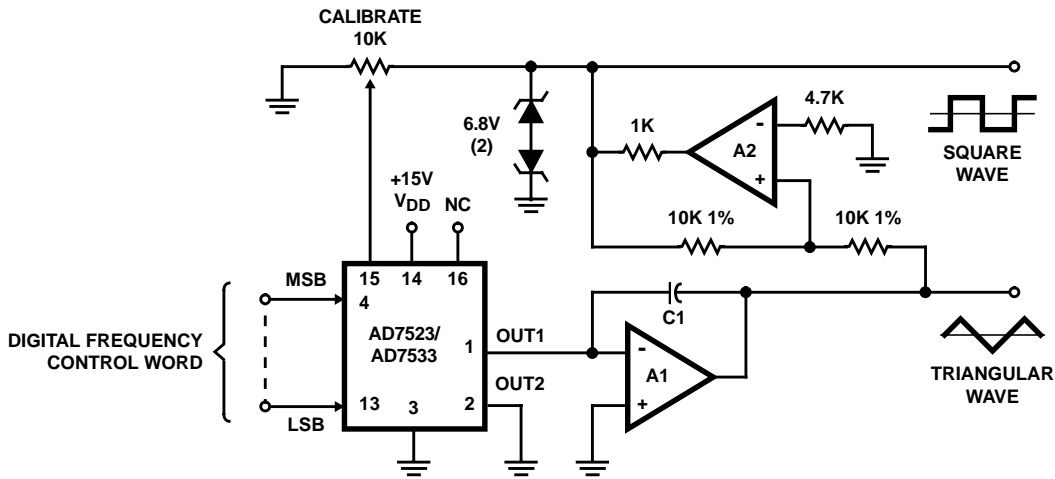 CALIBRATE
10K
6.8V
(2)
1K
A2
-
+
4.7K
SQUARE
WAVE
+15V
VDD
NC
10K 1%
10K 1%
15
14
16
MSB
4
DIGITAL FREQUENCY
CONTROL WORD
AD7523/
AD7533
1
OUT1
C1
-
A1
+
TRIANGULAR
WAVE
OUT2
13
3
2
LSB